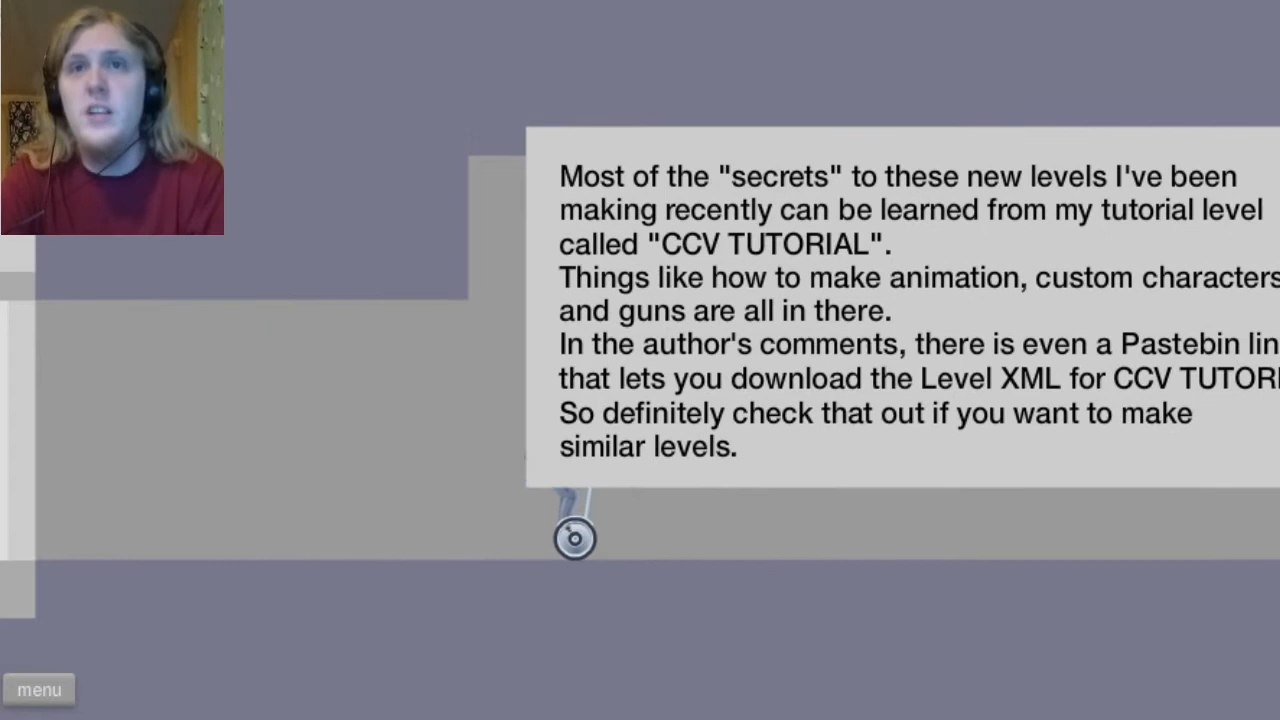 Most of the "secrets" to these new levels I've been
making recently can be learned from my tutorial level
called "CCV TUTORIAL".
Things like how to make animation, custom characters
and guns are all in there.
In the author's comments, there is even a Pastebin
that lets you download the Level XML for CCV
So definitely check that out if you want to make
similar levels.
menu